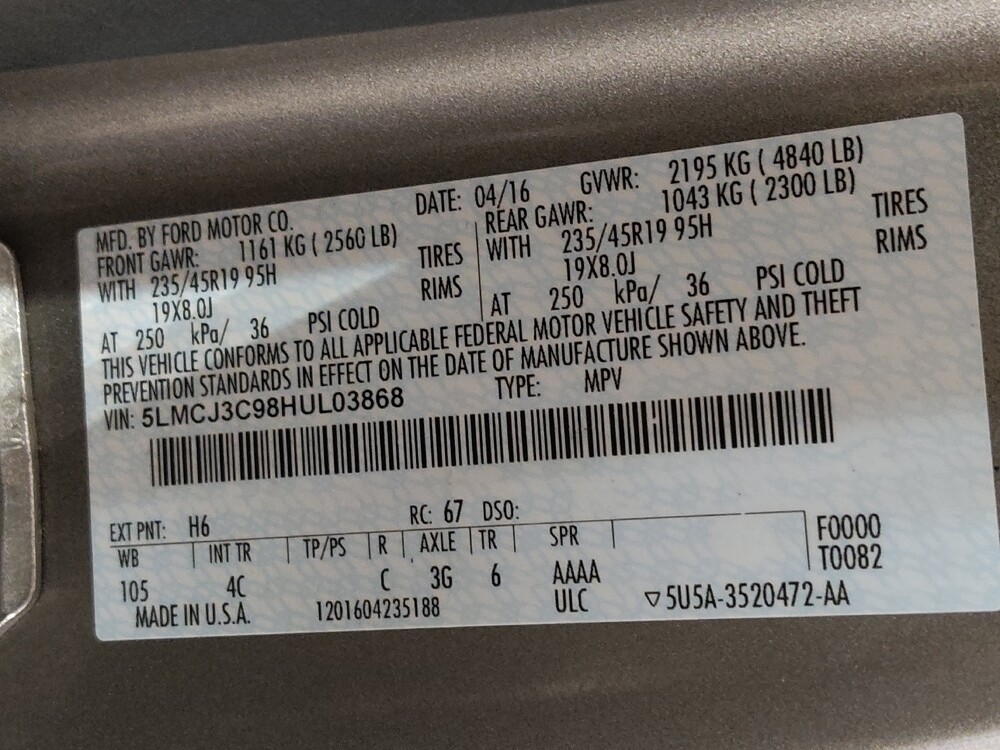 MFD. BY FORD MOTOR CO. DATE: 04/16 GVWR: 2195 KG ( 4840 LB)
FRONT GAWR: 1161 KG ( 2560 LB) REAR GAWR: 1043 KG ( 2300 LB)
WITH 235/45R19 95H TIRES WITH 235/45R19 95H TIRES
19X8.0J RIMS 19X8.0J RIMS
AT 250 kPa/ 36 PSI COLD AT 250 kPa/ 36 PSI COLD
THIS VEHICLE CONFORMS TO ALL APPLICABLE FEDERAL MOTOR VEHICLE SAFETY AND THEFT
PREVENTION STANDARDS IN EFFECT ON THE DATE OF MANUFACTURE SHOWN ABOVE.
VIN: 5LMCJ3C98HUL03868 TYPE: MPV
EXT PNT: H6 RC: 67 DSO:
WB INT TR TP/PS R AXLE TR SPR F0000
T0082
105 4C C 3G 6 AAAA
MADE IN U.S.A. 1201604235188 ULC ▽5U5A-3520472-AA